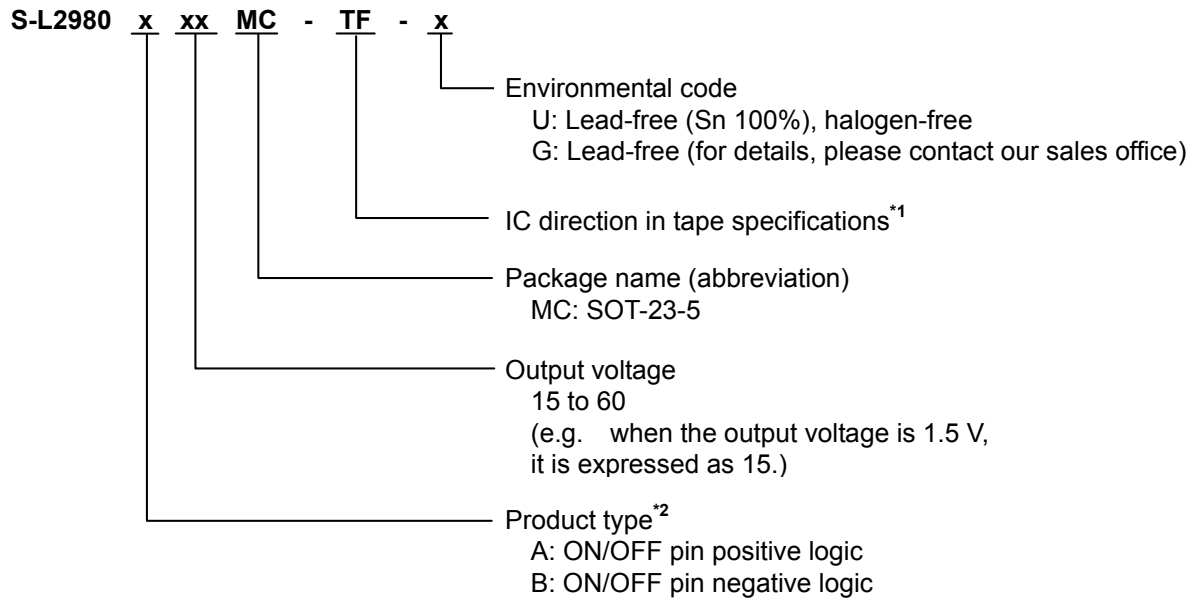 S-L2980 x xx MC - TF - x
Environmental code
U: Lead-free (Sn 100%), halogen-free
G: Lead-free (for details, please contact our sales office)
IC direction in tape specifications*1
Package name (abbreviation)
MC: SOT-23-5
Output voltage
15 to 60
(e.g. when the output voltage is 1.5 V,
it is expressed as 15.)
Product type*2
A: ON/OFF pin positive logic
B: ON/OFF pin negative logic